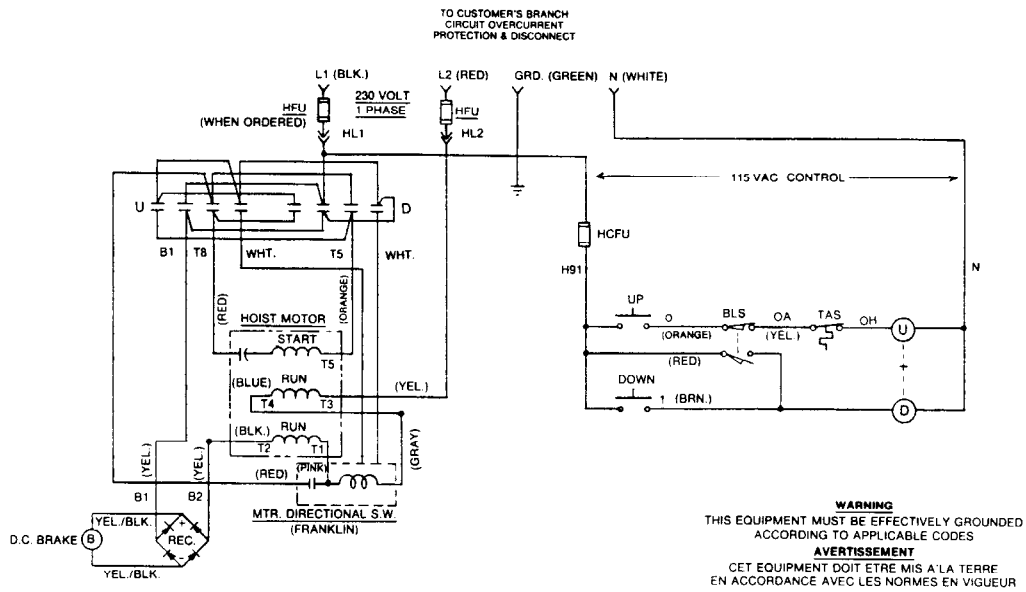 TO CUSTOMER'S BRANCH
CIRCUIT OVERCURRENT
PROTECTION & DISCONNECT
L1 (BLK.)
L2 (RED)
GRD. (GREEN)
N (WHITE)
230 VOLT
1 PHASE
HFU
(WHEN ORDERED)
HFU
HL1
HL2
115 VAC CONTROL
U
D
HCFU
B1
T8
WHT.
T5
WHT.
H91
N
(RED)
(ORANGE)
UP
O
(ORANGE)
BLS
OA
(YEL.)
TAS
OH
U
HOIST MOTOR
START
T5
(RED)
(BLUE)
RUN
(YEL.)
T4
T3
DOWN
1 (BRN.)
D
(BLK.)
RUN
T2
T1
(GRAY)
(YEL.)
(YEL.)
(RED)
(PINK)
B1
B2
MTR. DIRECTIONAL S.W.
(FRANKLIN)
YEL./BLK.
+
D.C. BRAKE
B
REC.
-
YEL./BLK.
WARNING
THIS EQUIPMENT MUST BE EFFECTIVELY GROUNDED
ACCORDING TO APPLICABLE CODES
AVERTISSEMENT
CET EQUIPMENT DOIT ETRE MIS A'LA TERRE
EN ACCORDANCE AVEC LES NORMES EN VIGUEUR